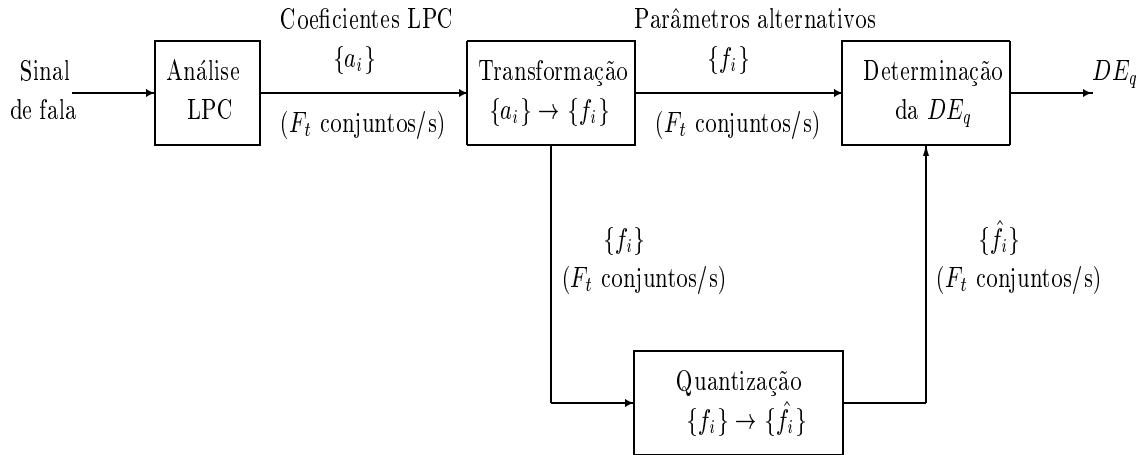 Sinal
de fala
Análise
LPC
Coeficientes LPC
{a_i}
(F_t conjuntos/s)
Transformação
{a_i} → {f_i}
Parâmetros alternativos
{f_i}
(F_t conjuntos/s)
Determinação
da DE_q
DE_q
{f_i}
(F_t conjuntos/s)
{f̂_i}
(F_t conjuntos/s)
Quantização
{f_i} → {f̂_i}